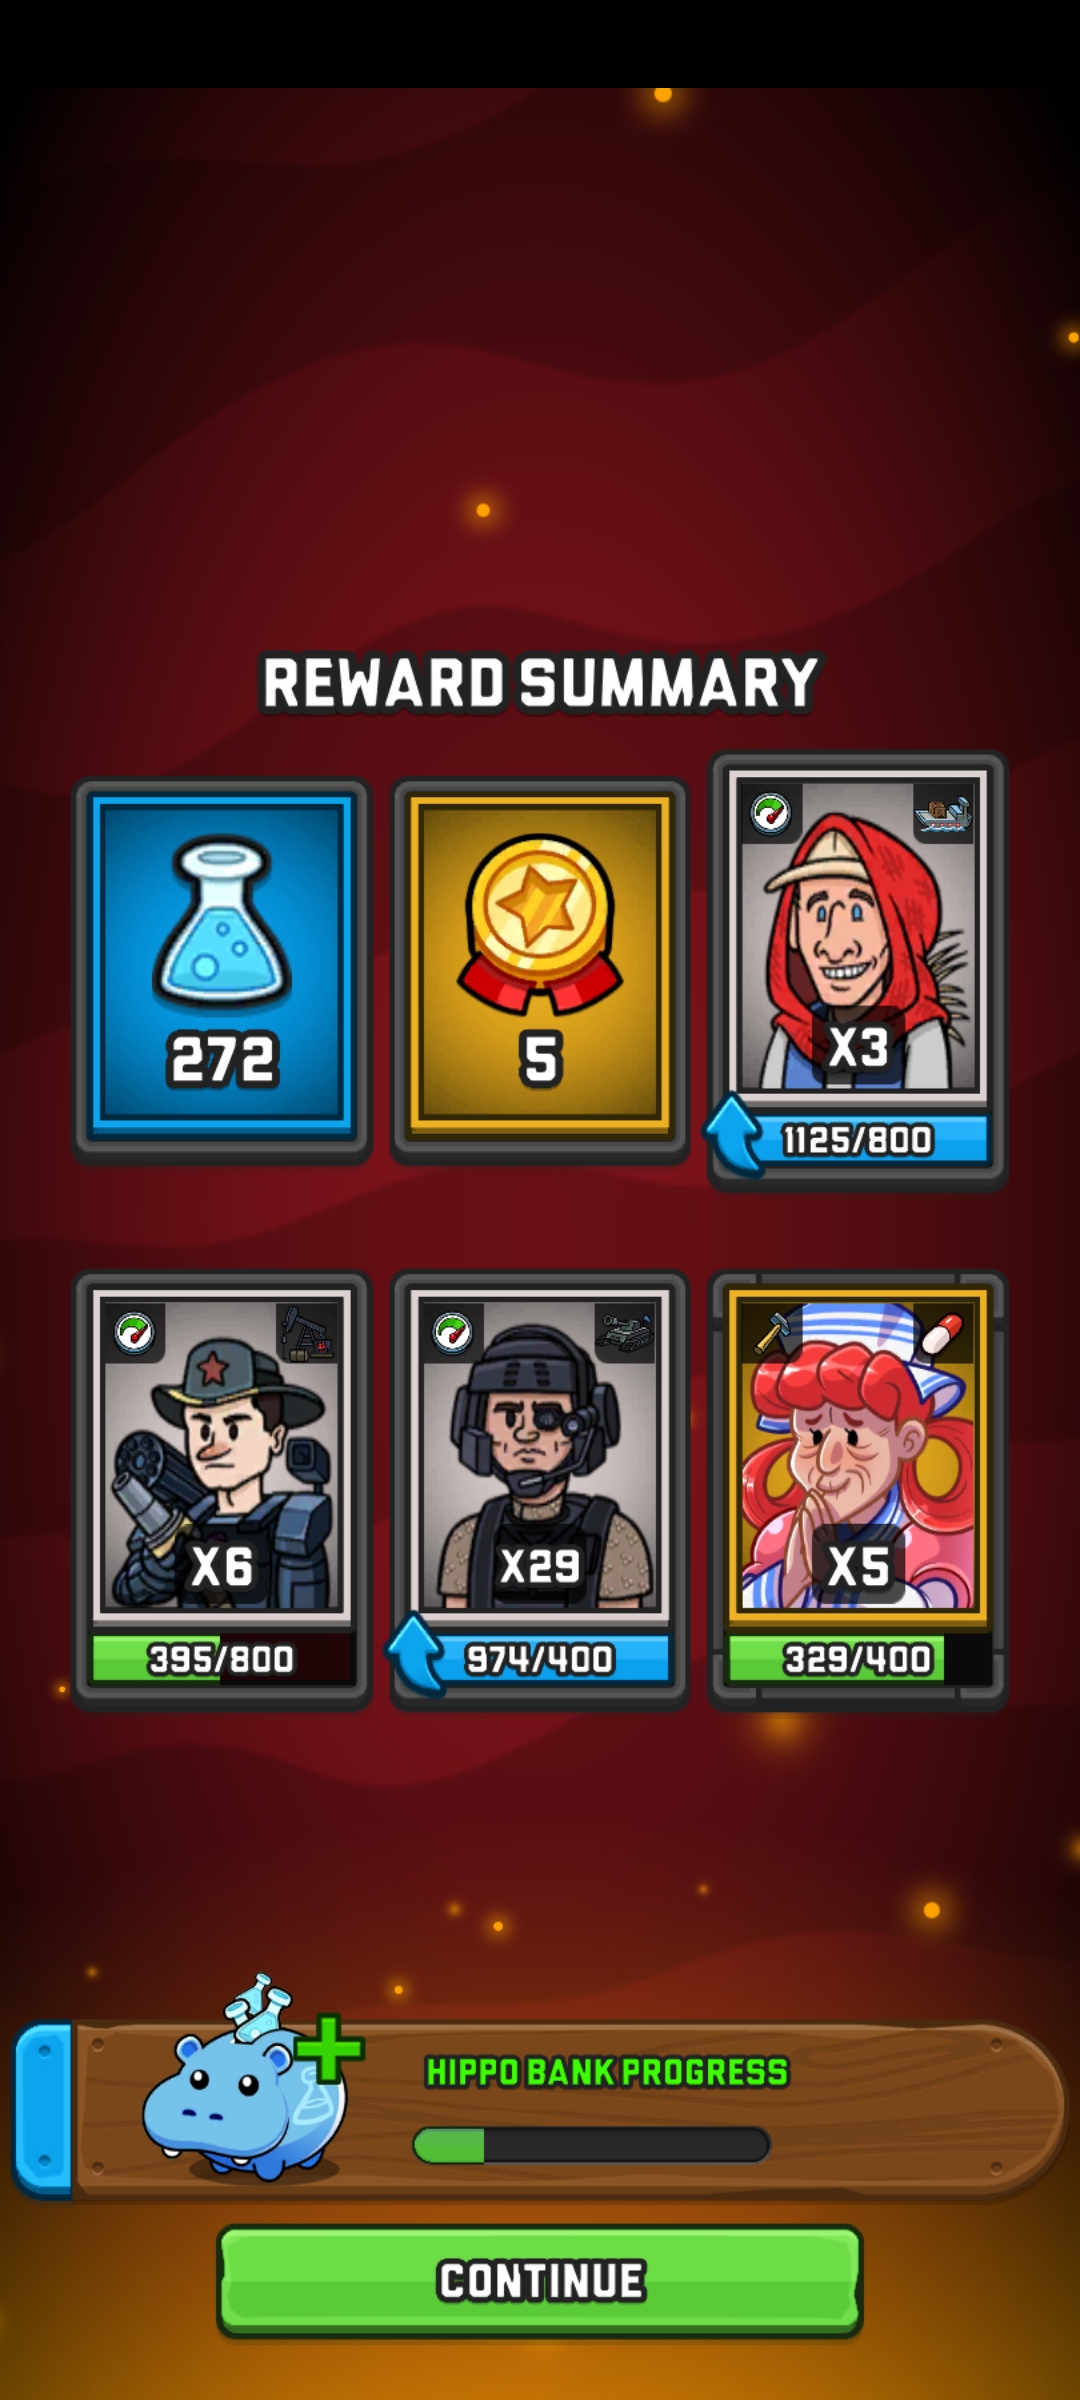 REWARD SUMMARY
272
5
X3
1125/800
X6
395/800
X29
974/400
X5
329/400
HIPPO BANK PROGRESS
CONTINUE